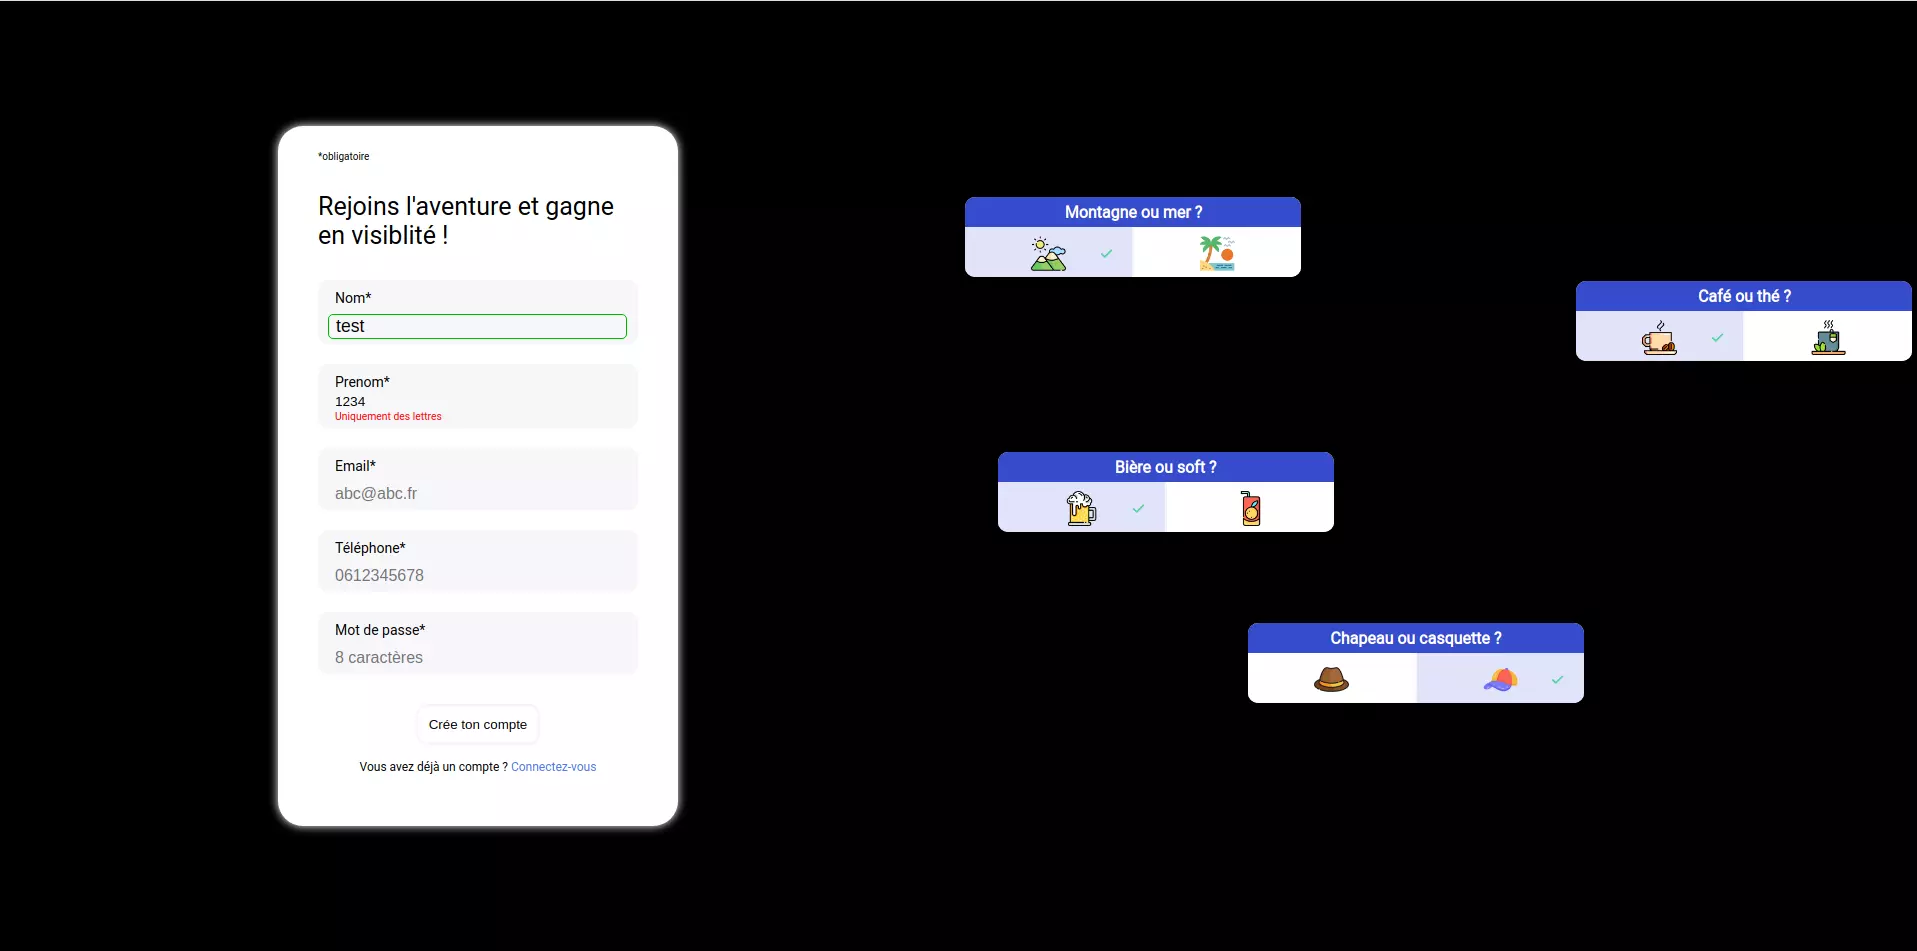 *obligatoire
Rejoins l'aventure et gagne
en visiblité !
Nom*
test
Prenom*
1234
Uniquement des lettres
Email*
abc@abc.fr
Téléphone*
0612345678
Mot de passe*
8 caractères
Crée ton compte
Vous avez déjà un compte ? Connectez-vous
Montagne ou mer ?
Café ou thé ?
Bière ou soft ?
Chapeau ou casquette ?